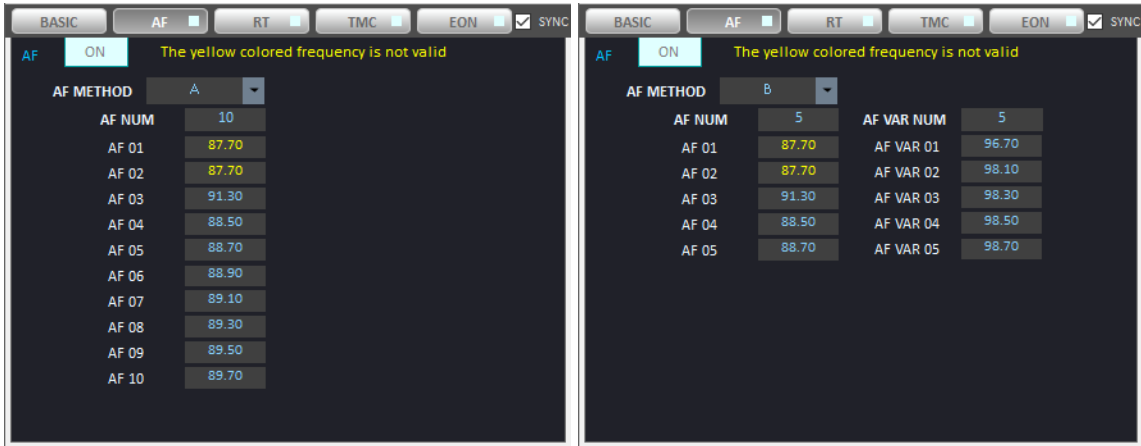 BASIC AF RT TMC EON SYNC
AF ON The yellow colored frequency is not valid
AF METHOD A
AF NUM 10
AF 01 87.70
AF 02 87.70
AF 03 91.30
AF 04 88.50
AF 05 88.70
AF 06 88.90
AF 07 89.10
AF 08 89.30
AF 09 89.50
AF 10 89.70
BASIC AF RT TMC EON SYNC
AF ON The yellow colored frequency is not valid
AF METHOD B
AF NUM 5 AF VAR NUM 5
AF 01 87.70 AF VAR 01 96.70
AF 02 87.70 AF VAR 02 98.10
AF 03 91.30 AF VAR 03 98.30
AF 04 88.50 AF VAR 04 98.50
AF 05 88.70 AF VAR 05 98.70